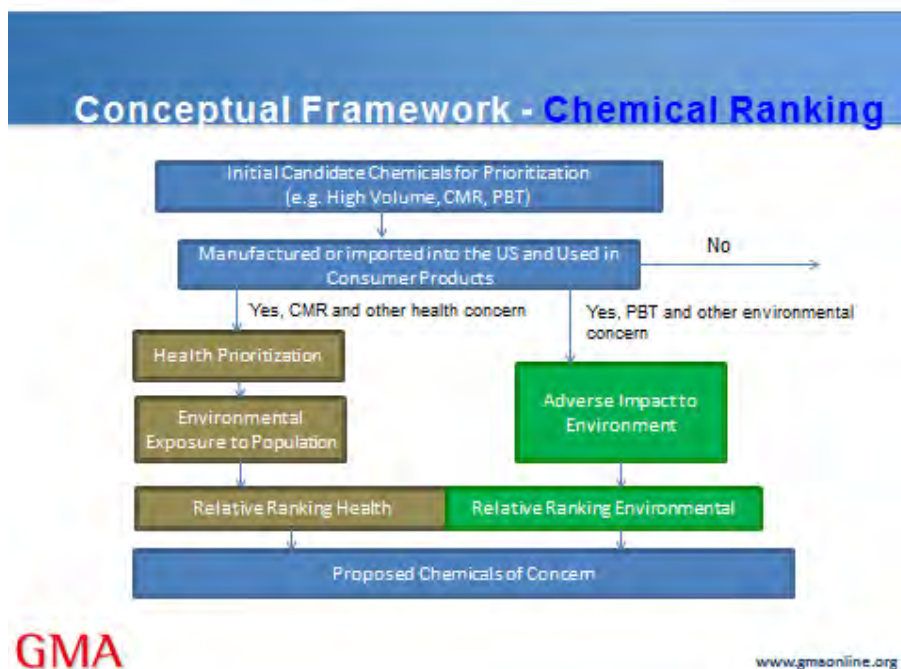 Conceptual Framework - Chemical Ranking
Initial Candidate Chemicals for Prioritization
(e.g. High Volume, CMR, PBT)
Manufactured or imported into the US and Used in
Consumer Products
No
Yes, CMR and other health concern
Yes, PBT and other environmental
concern
Health Prioritization
Environmental
Exposure to Population
Adverse Impact to
Environment
Relative Ranking Health
Relative Ranking Environmental
Proposed Chemicals of Concern
GMA
www.gmaonline.org